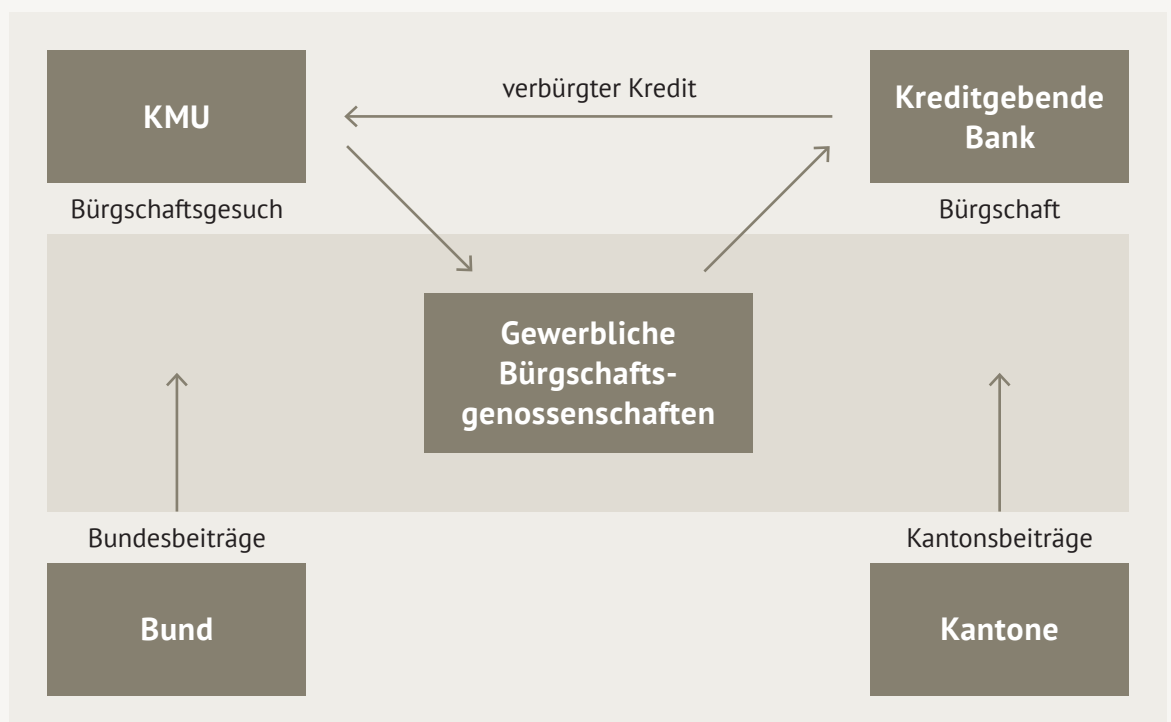 verbürgter Kredit
KMU
Kreditgebende
Bank
Bürgschaftsgesuch
Bürgschaft
Gewerbliche
Bürgschafts-
genossenschaften
Bundesbeiträge
Kantonsbeiträge
Bund
Kantone